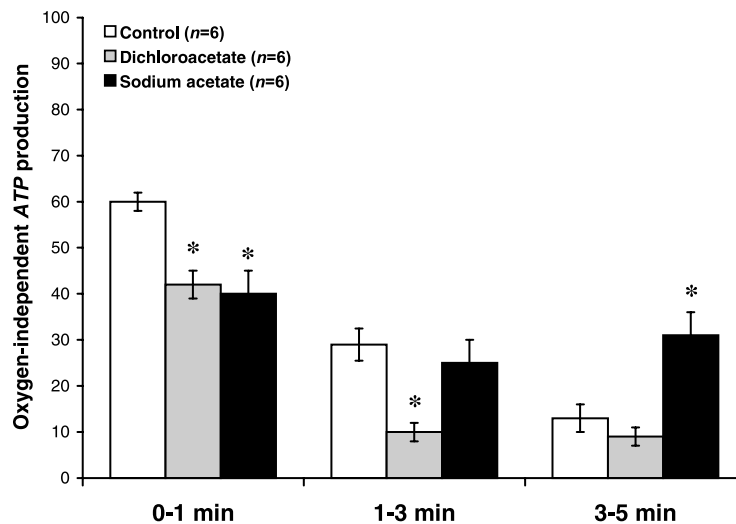 Control (n=6)
Dichloroacetate (n=6)
Sodium acetate (n=6)
Oxygen-independent ATP production
100
90
80
70
60
50
40
30
20
10
0
* *
*
*
0-1 min 1-3 min 3-5 min